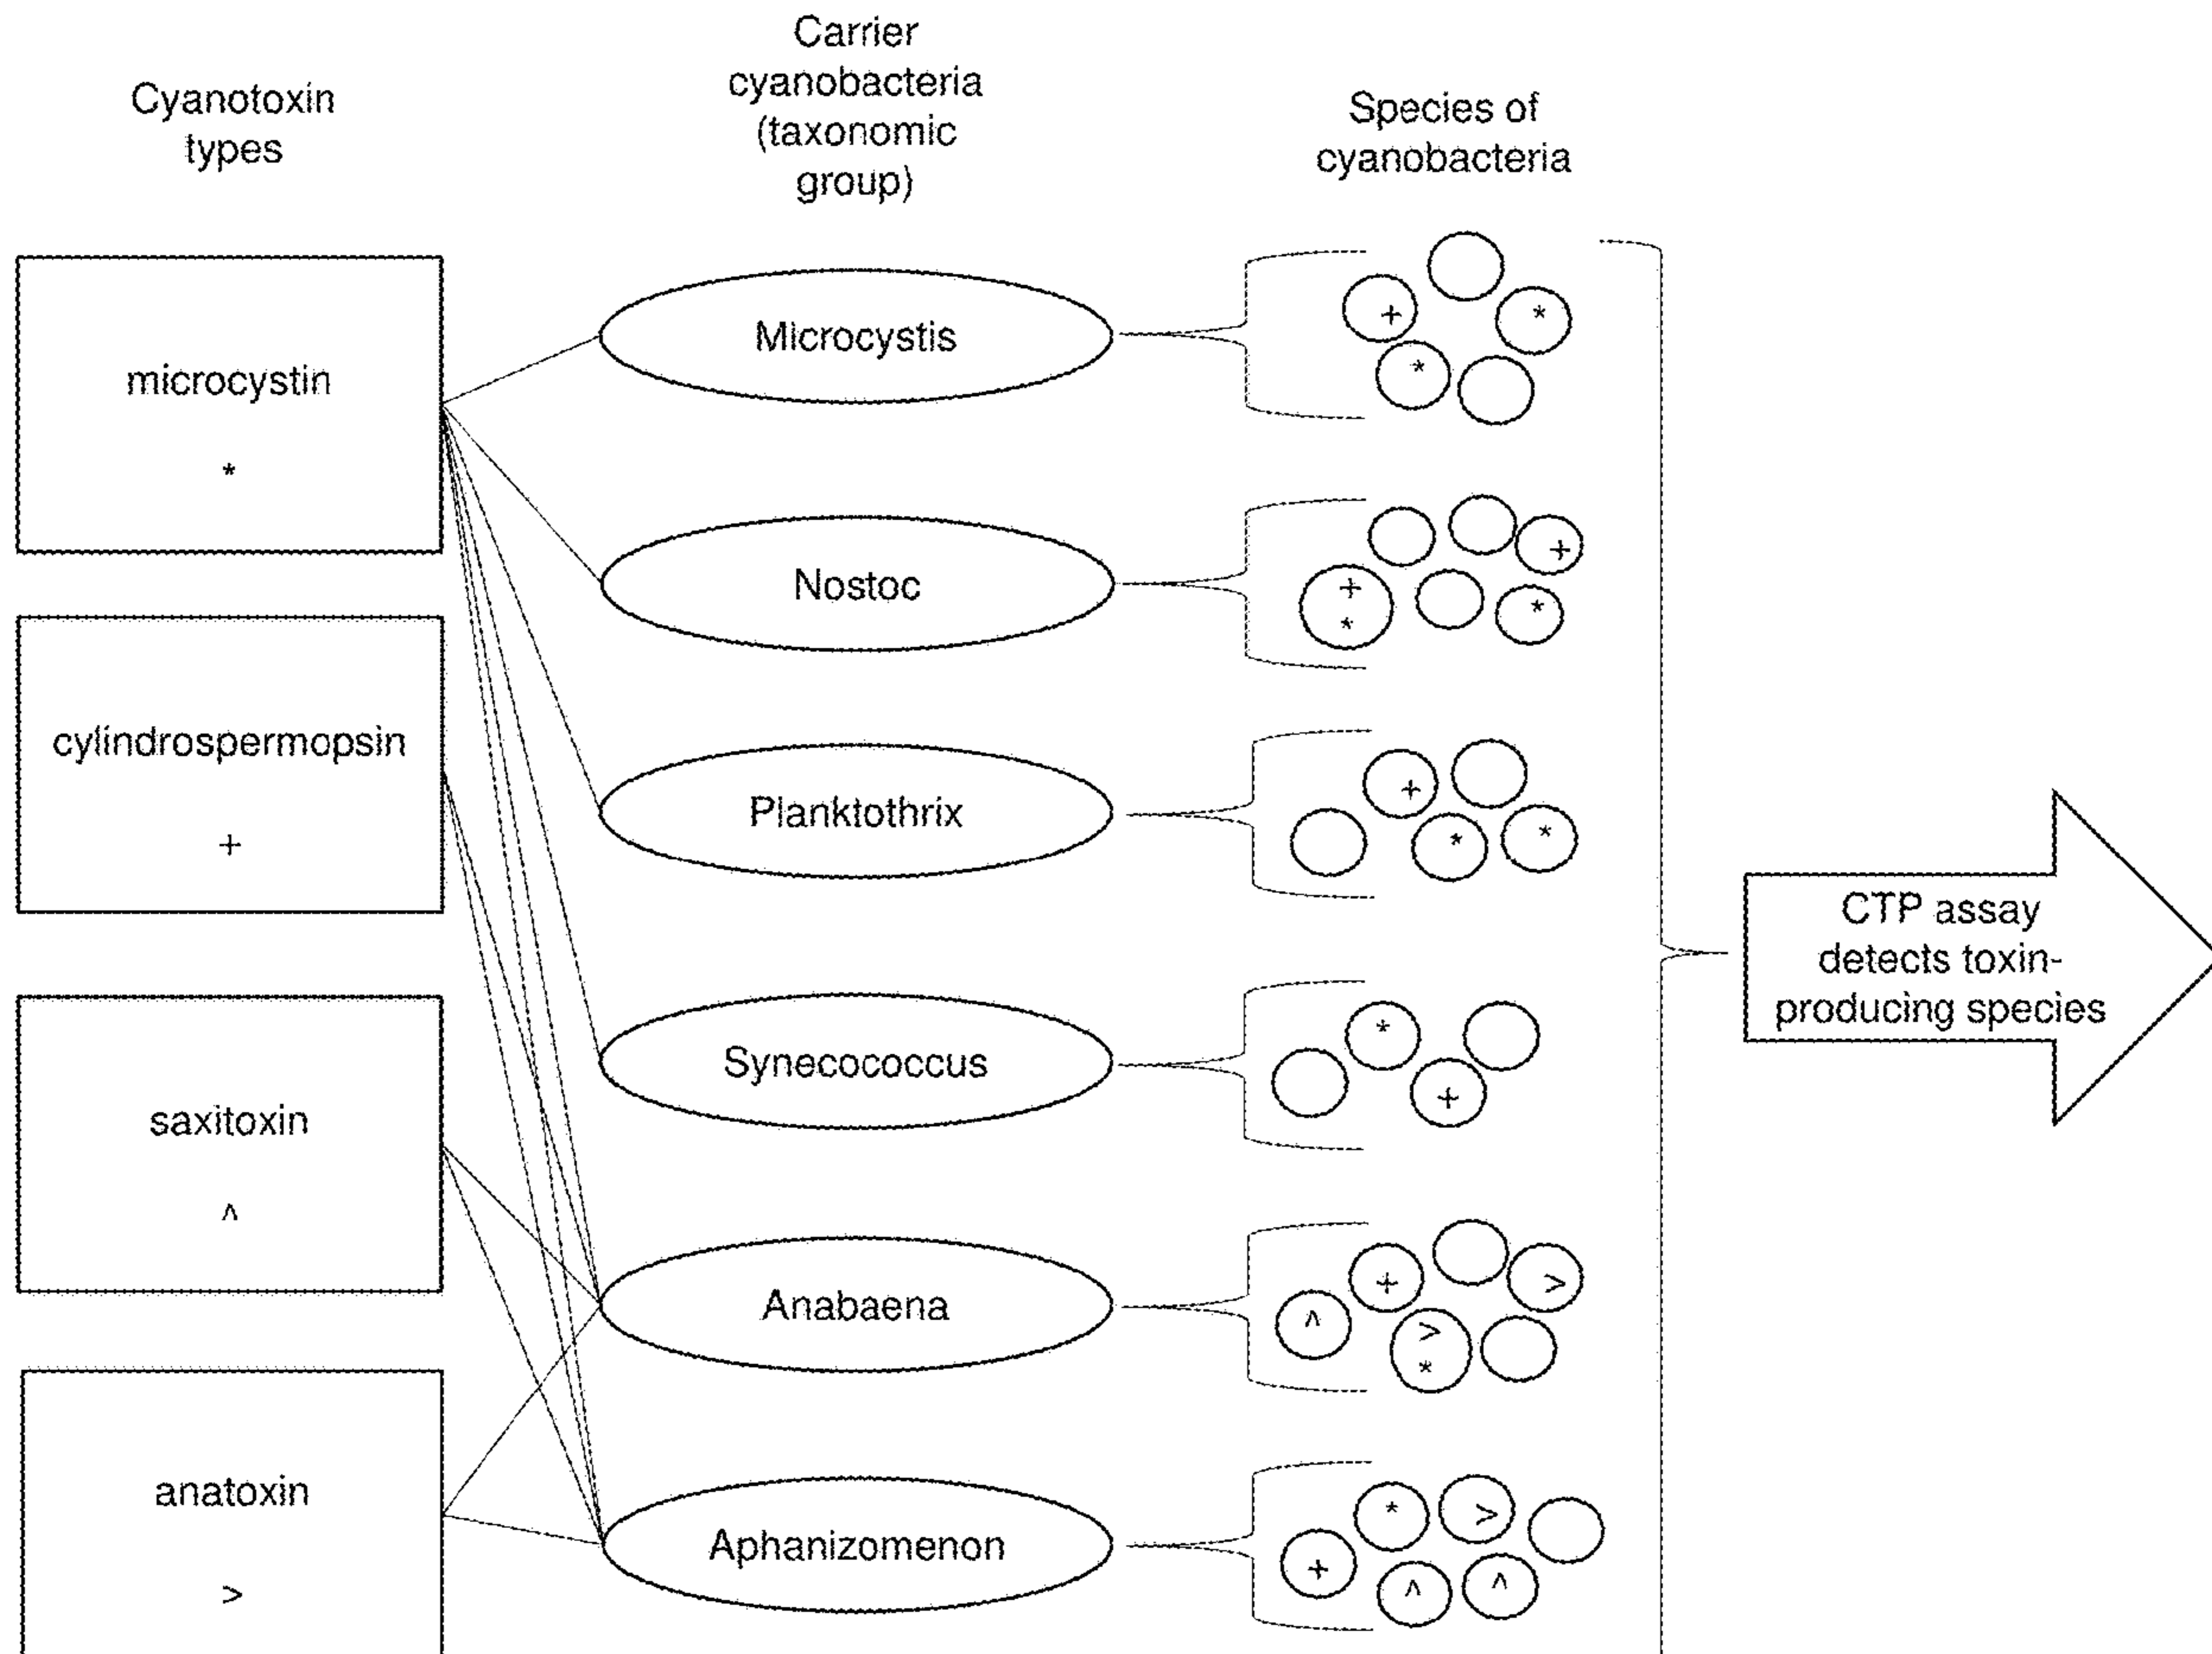 Cyanotoxin
types
Carrier
cyanobacteria
(taxonomic
group)
Species of
cyanobacteria
microcystin
*
cylindrospermopsin
+
saxitoxin
^
anatoxin
>
Microcystis
Nostoc
Planktothrix
Synecococcus
Anabaena
Aphanizomenon
+
*
*
+
+
*
*
+
*
*
*
+
+
>
^
>
*
*
>
+
^
^
CTP assay
detects toxin-
producing species